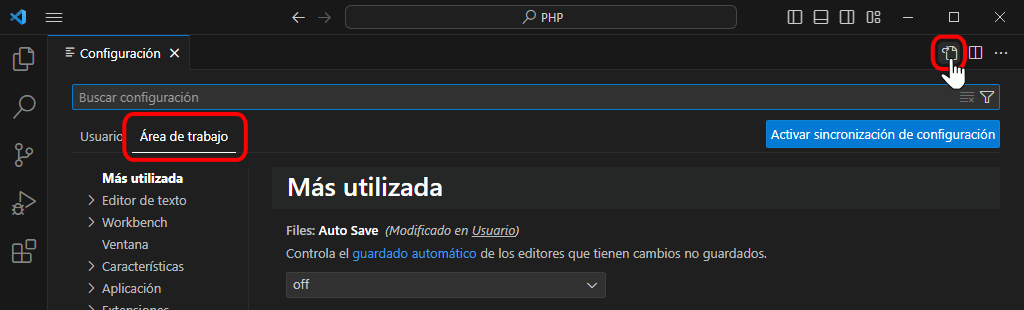 PHP
Configuración
Buscar configuración
Usuario Área de trabajo Activar sincronización de configuración
Más utilizada
Editor de texto
Workbench
Ventana
Características
Aplicación
Extensiones
Más utilizada
Files: Auto Save (Modificado en Usuario)
Controla el guardado automático de los editores que tienen cambios no guardados.
off